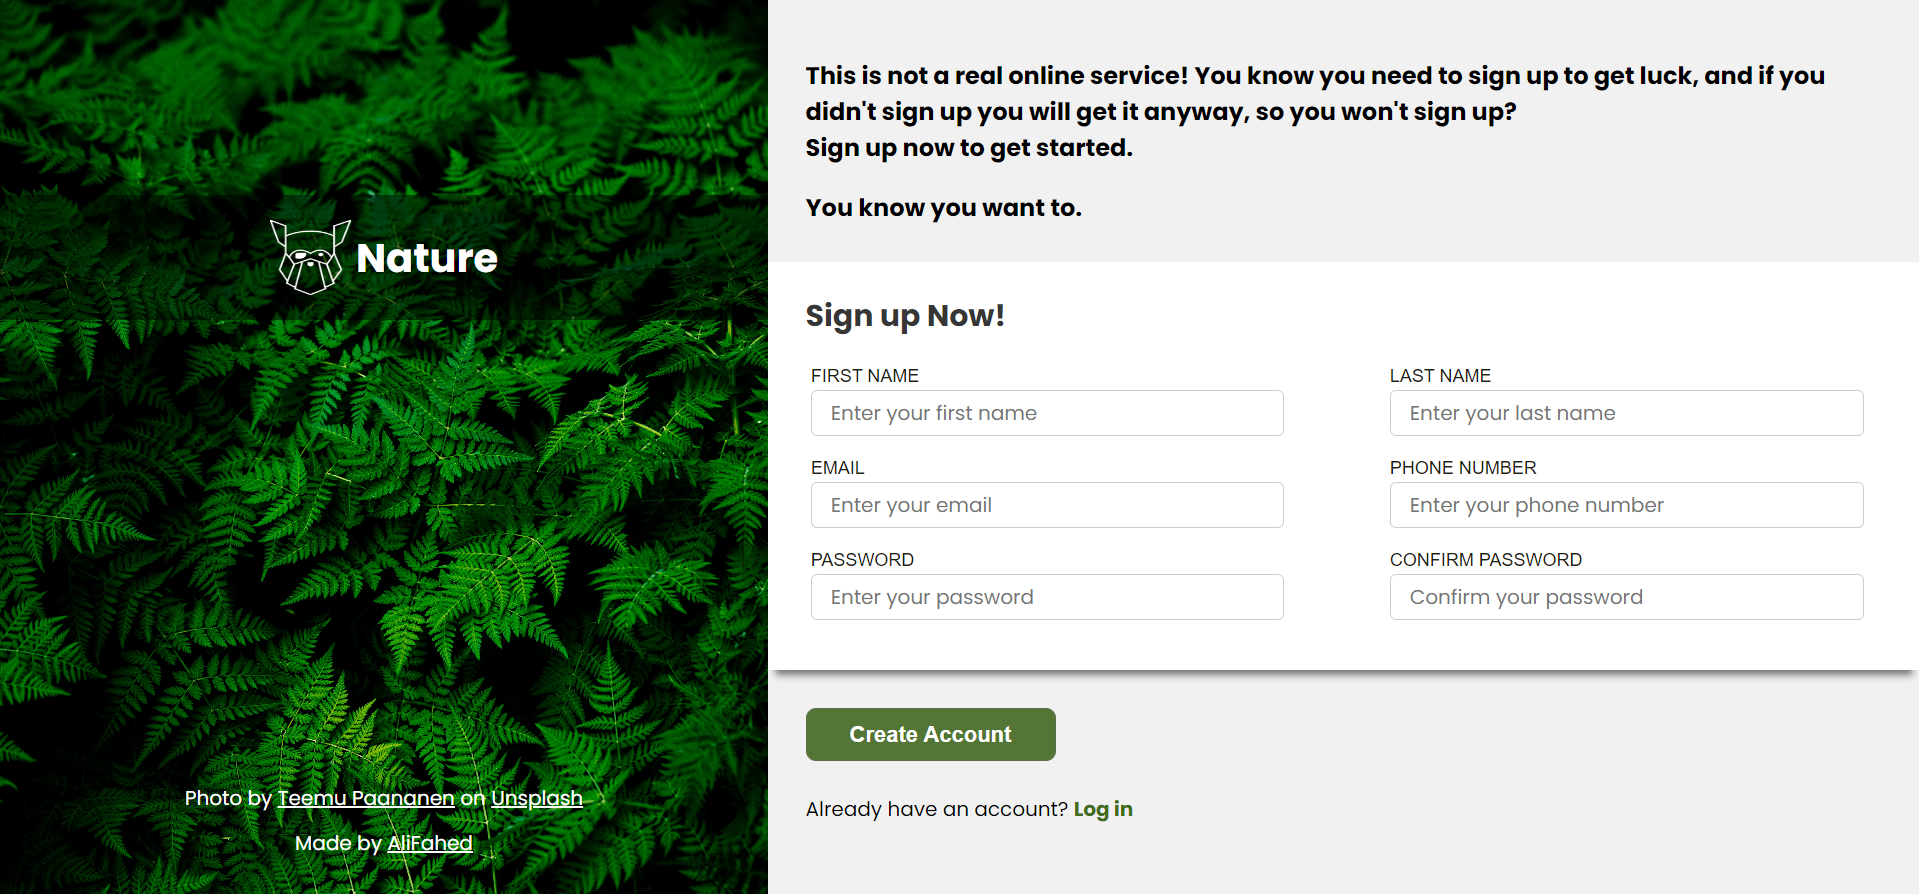 Nature
Photo by Teemu Paananen on Unsplash
Made by AliFahed
This is not a real online service! You know you need to sign up to get luck, and if you
didn't sign up you will get it anyway, so you won't sign up?
Sign up now to get started.
You know you want to.
Sign up Now!
FIRST NAME
Enter your first name
LAST NAME
Enter your last name
EMAIL
Enter your email
PHONE NUMBER
Enter your phone number
PASSWORD
Enter your password
CONFIRM PASSWORD
Confirm your password
Create Account
Already have an account? Log in